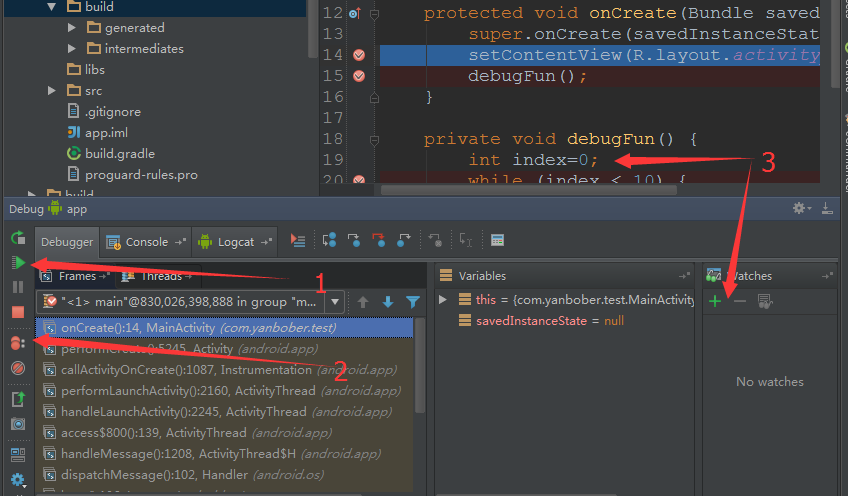 build
generated
intermediates
libs
src
.gitignore
app.iml
build.gradle
proguard-rules.pro
build
12 protected void onCreate(Bundle saved
13 super.onCreate(savedInstanceStat
14 setContentView(R.layout.activity
15 debugFun();
16 }
17
18 private void debugFun() {
19 int index=0;
20 while (index < 10) {
3
Debug app
Debugger Console Logcat
1
Frames Threads
"<1> main"@830,026,398,888 in group "m...
onCreate():14, MainActivity (com.yanbober.test)
performCreate():5245, Activity (android.app)
2
callActivityOnCreate():1087, Instrumentation (android.app)
performLaunchActivity():2160, ActivityThread (android.app)
handleLaunchActivity():2245, ActivityThread (android.app)
access$800():139, ActivityThread (android.app)
handleMessage():1208, ActivityThread$H (android.app)
dispatchMessage():102, Handler (android.os)
Variables
this = {com.yanbober.test.MainActivity
savedInstanceState = null
Watches
No watches